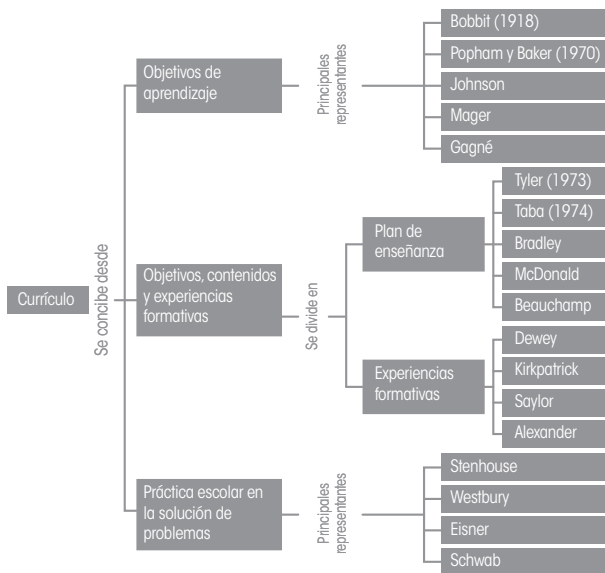 Currículo
Se concibe desde
Objetivos de
aprendizaje
Principales
representantes
Bobbit (1918)
Popham y Baker (1970)
Johnson
Mager
Gagné
Objetivos, contenidos
y experiencias
formativas
Se divide en
Plan de
enseñanza
Tyler (1973)
Taba (1974)
Bradley
McDonald
Beauchamp
Experiencias
formativas
Dewey
Kirkpatrick
Saylor
Alexander
Práctica escolar en
la solución de
problemas
Principales
representantes
Stenhouse
Westbury
Eisner
Schwab